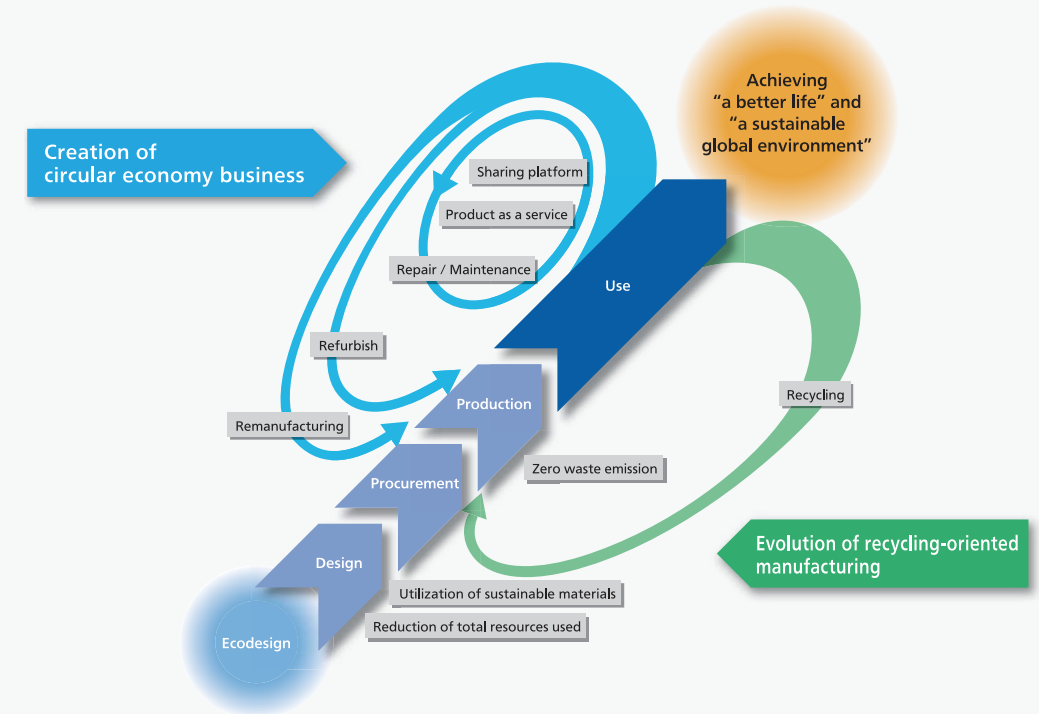 Achieving
“a better life” and
“a sustainable
global environment”
Creation of
circular economy business
Sharing platform
Product as a service
Repair / Maintenance
Use
Refurbish
Remanufacturing
Recycling
Production
Zero waste emission
Procurement
Evolution of recycling-oriented
manufacturing
Design
Utilization of sustainable materials
Reduction of total resources used
Ecodesign